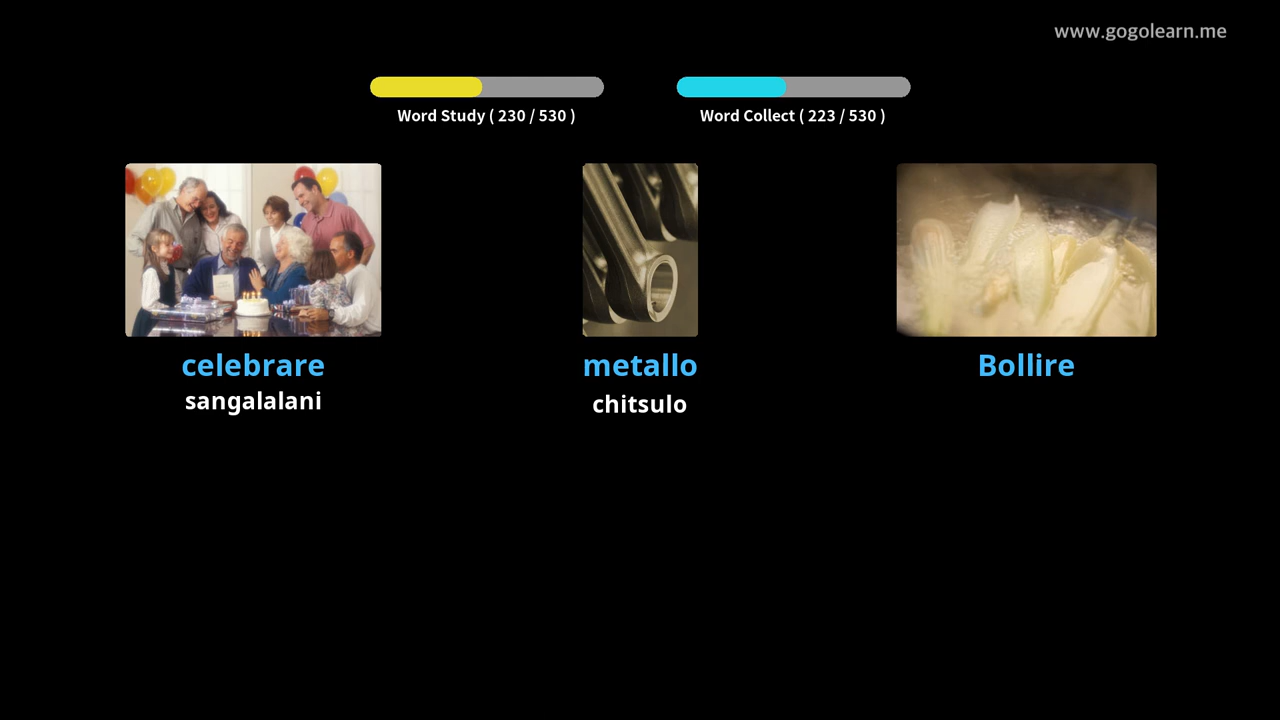 www.gogolearn.me
Word Study ( 230 / 530 )
Word Collect ( 223 / 530 )
celebrare
sangalalani
metallo
chitsulo
Bollire